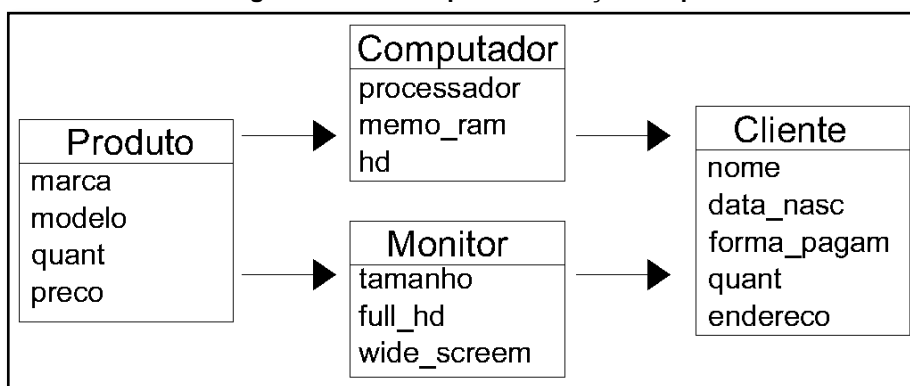 Produto
marca
modelo
quant
preco
Computador
processador
memo_ram
hd
Monitor
tamanho
full_hd
wide_screem
Cliente
nome
data_nasc
forma_pagam
quant
endereco